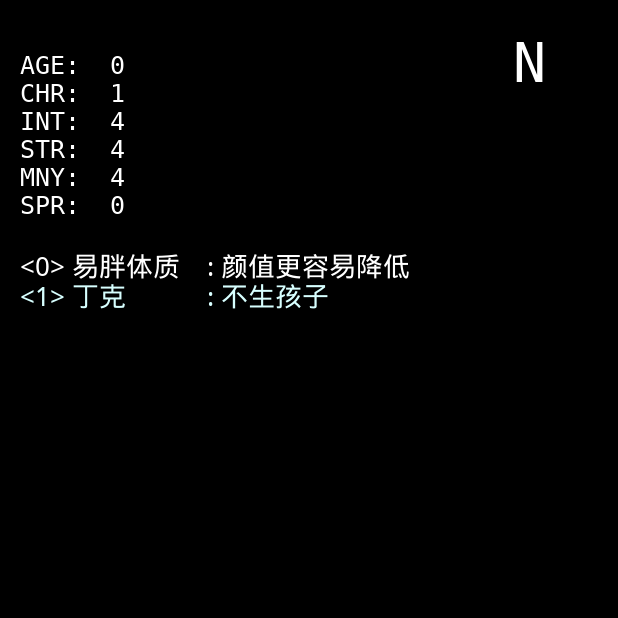 N
AGE: 0
CHR: 1
INT: 4
STR: 4
MNY: 4
SPR: 0
<0> 易胖体质 :颜值更容易降低
<1> 丁克 :不生孩子